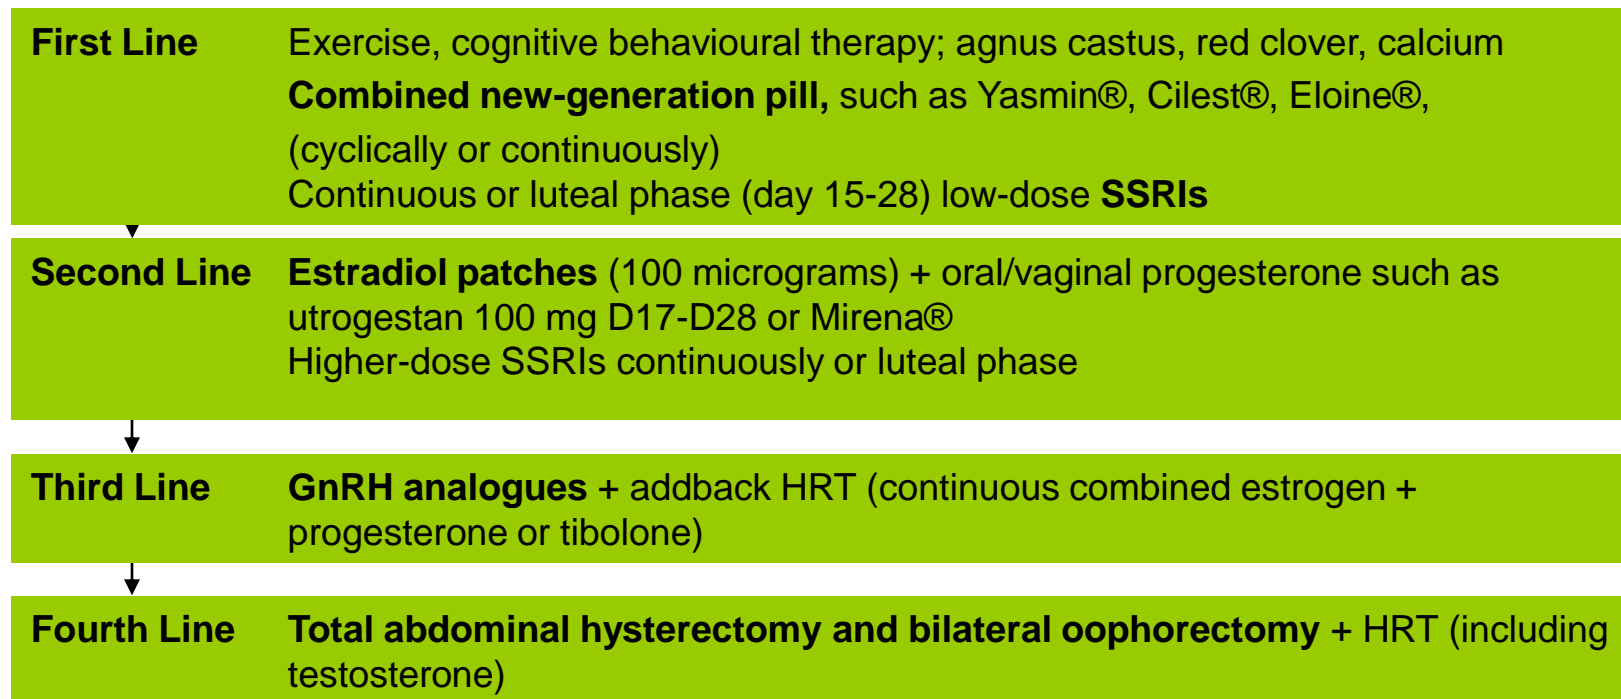 First Line Exercise, cognitive behavioural therapy; agnus castus, red clover, calcium
Combined new-generation pill, such as Yasmin®, Cilest®, Eloine®,
(cyclically or continuously)
Continuous or luteal phase (day 15-28) low-dose SSRIs
Second Line Estradiol patches (100 micrograms) + oral/vaginal progesterone such as
utrogestan 100 mg D17-D28 or Mirena®
Higher-dose SSRIs continuously or luteal phase
Third Line GnRH analogues + addback HRT (continuous combined estrogen +
progesterone or tibolone)
Fourth Line Total abdominal hysterectomy and bilateral oophorectomy + HRT (including
testosterone)